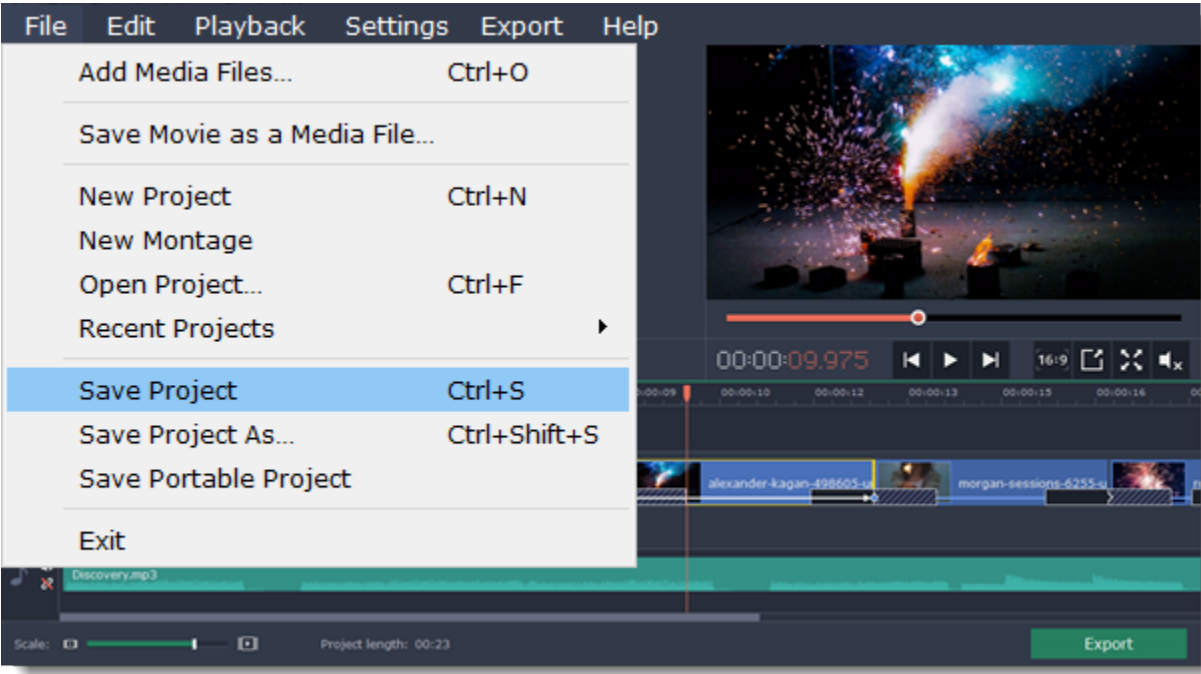 File Edit Playback Settings Export Help
Add Media Files... Ctrl+O
Save Movie as a Media File...
New Project Ctrl+N
New Montage
Open Project... Ctrl+F
Recent Projects
Save Project Ctrl+S
Save Project As... Ctrl+Shift+S
Save Portable Project
Exit
00:00:09.975 16:9
:00:09 00:00:10 00:00:12 00:00:13 00:00:15 00:00:16
alexander-kagan-498605-u morgan-sessions-6255-u
Discovery.mp3
Scale: Project length: 00:23 Export